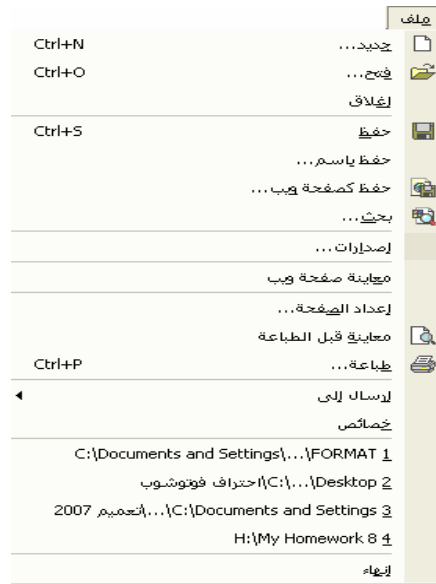 ملف
جديد... Ctrl+N
فتح... Ctrl+O
إغلاق
حفظ Ctrl+S
حفظ باسم...
حفظ كصفحة ويب...
بحث...
إصدارات...
معاينة صفحة ويب
إعداد الصفحة...
معاينة قبل الطباعة
طباعة... Ctrl+P
إرسال إلى
خصائص
1 C:\Documents and Settings\...\FORMAT
2 C:\...\Desktop\احتراف فوتوشوب
3 C:\Documents and Settings\...\تعميم 2007
4 H:\My Homework 8
إنهاء